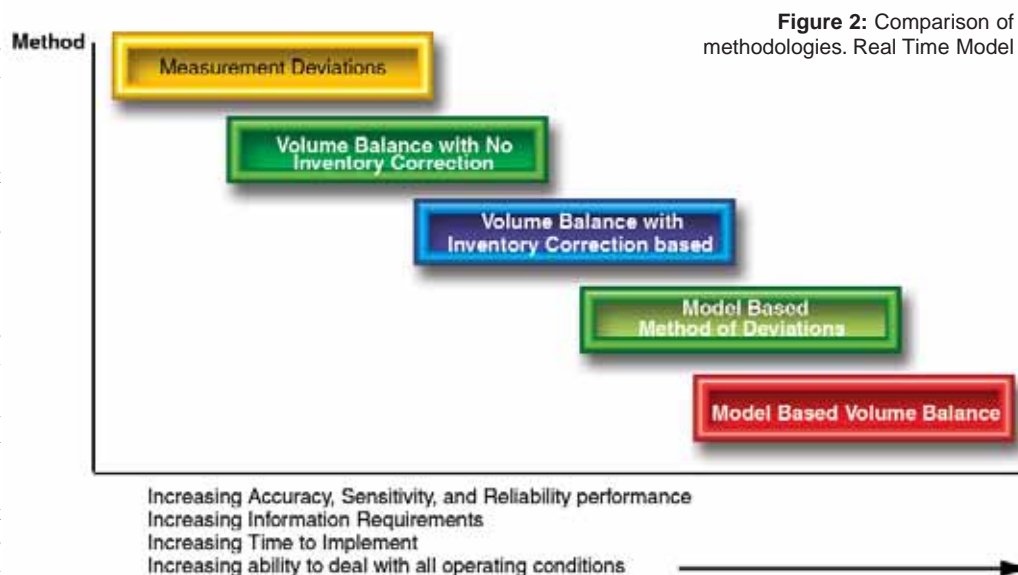 Figure 2: Comparison of
methodologies. Real Time Model
Method
Measurement Deviations
Volume Balance with No
Inventory Correction
Volume Balance with
Inventory Correction based
Model Based
Method of Deviations
Model Based Volume Balance
Increasing Accuracy, Sensitivity, and Reliability performance
Increasing Information Requirements
Increasing Time to Implement
Increasing ability to deal with all operating conditions